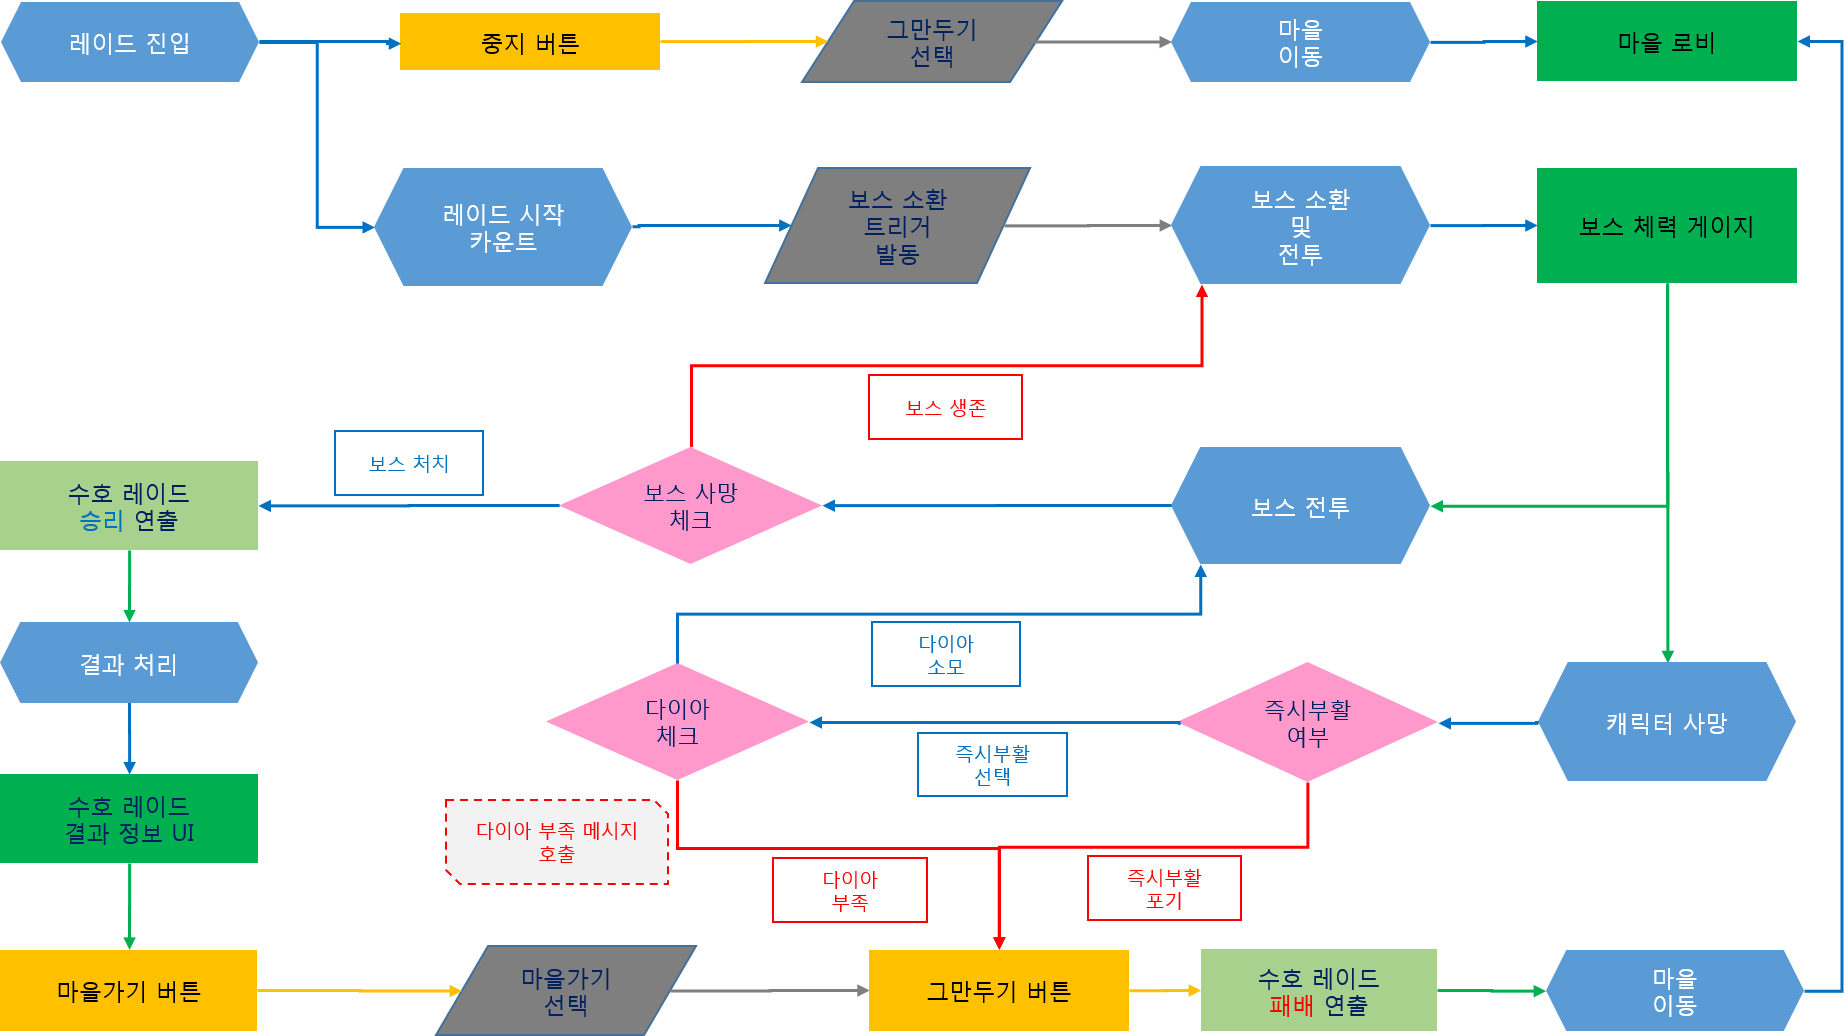 레이드 진입
중지 버튼
그만두기
선택
마을
이동
마을 로비
레이드 시작
카운트
보스 소환
트리거
발동
보스 소환
및
전투
보스 체력 게이지
보스 생존
보스 처치
수호 레이드
승리 연출
보스 사망
체크
보스 전투
결과 처리
다이아
소모
다이아
체크
즉시부활
여부
캐릭터 사망
즉시부활
선택
수호 레이드
결과 정보 UI
다이아 부족 메시지
호출
다이아
부족
즉시부활
포기
마을가기 버튼
마을가기
선택
그만두기 버튼
수호 레이드
패배 연출
마을
이동